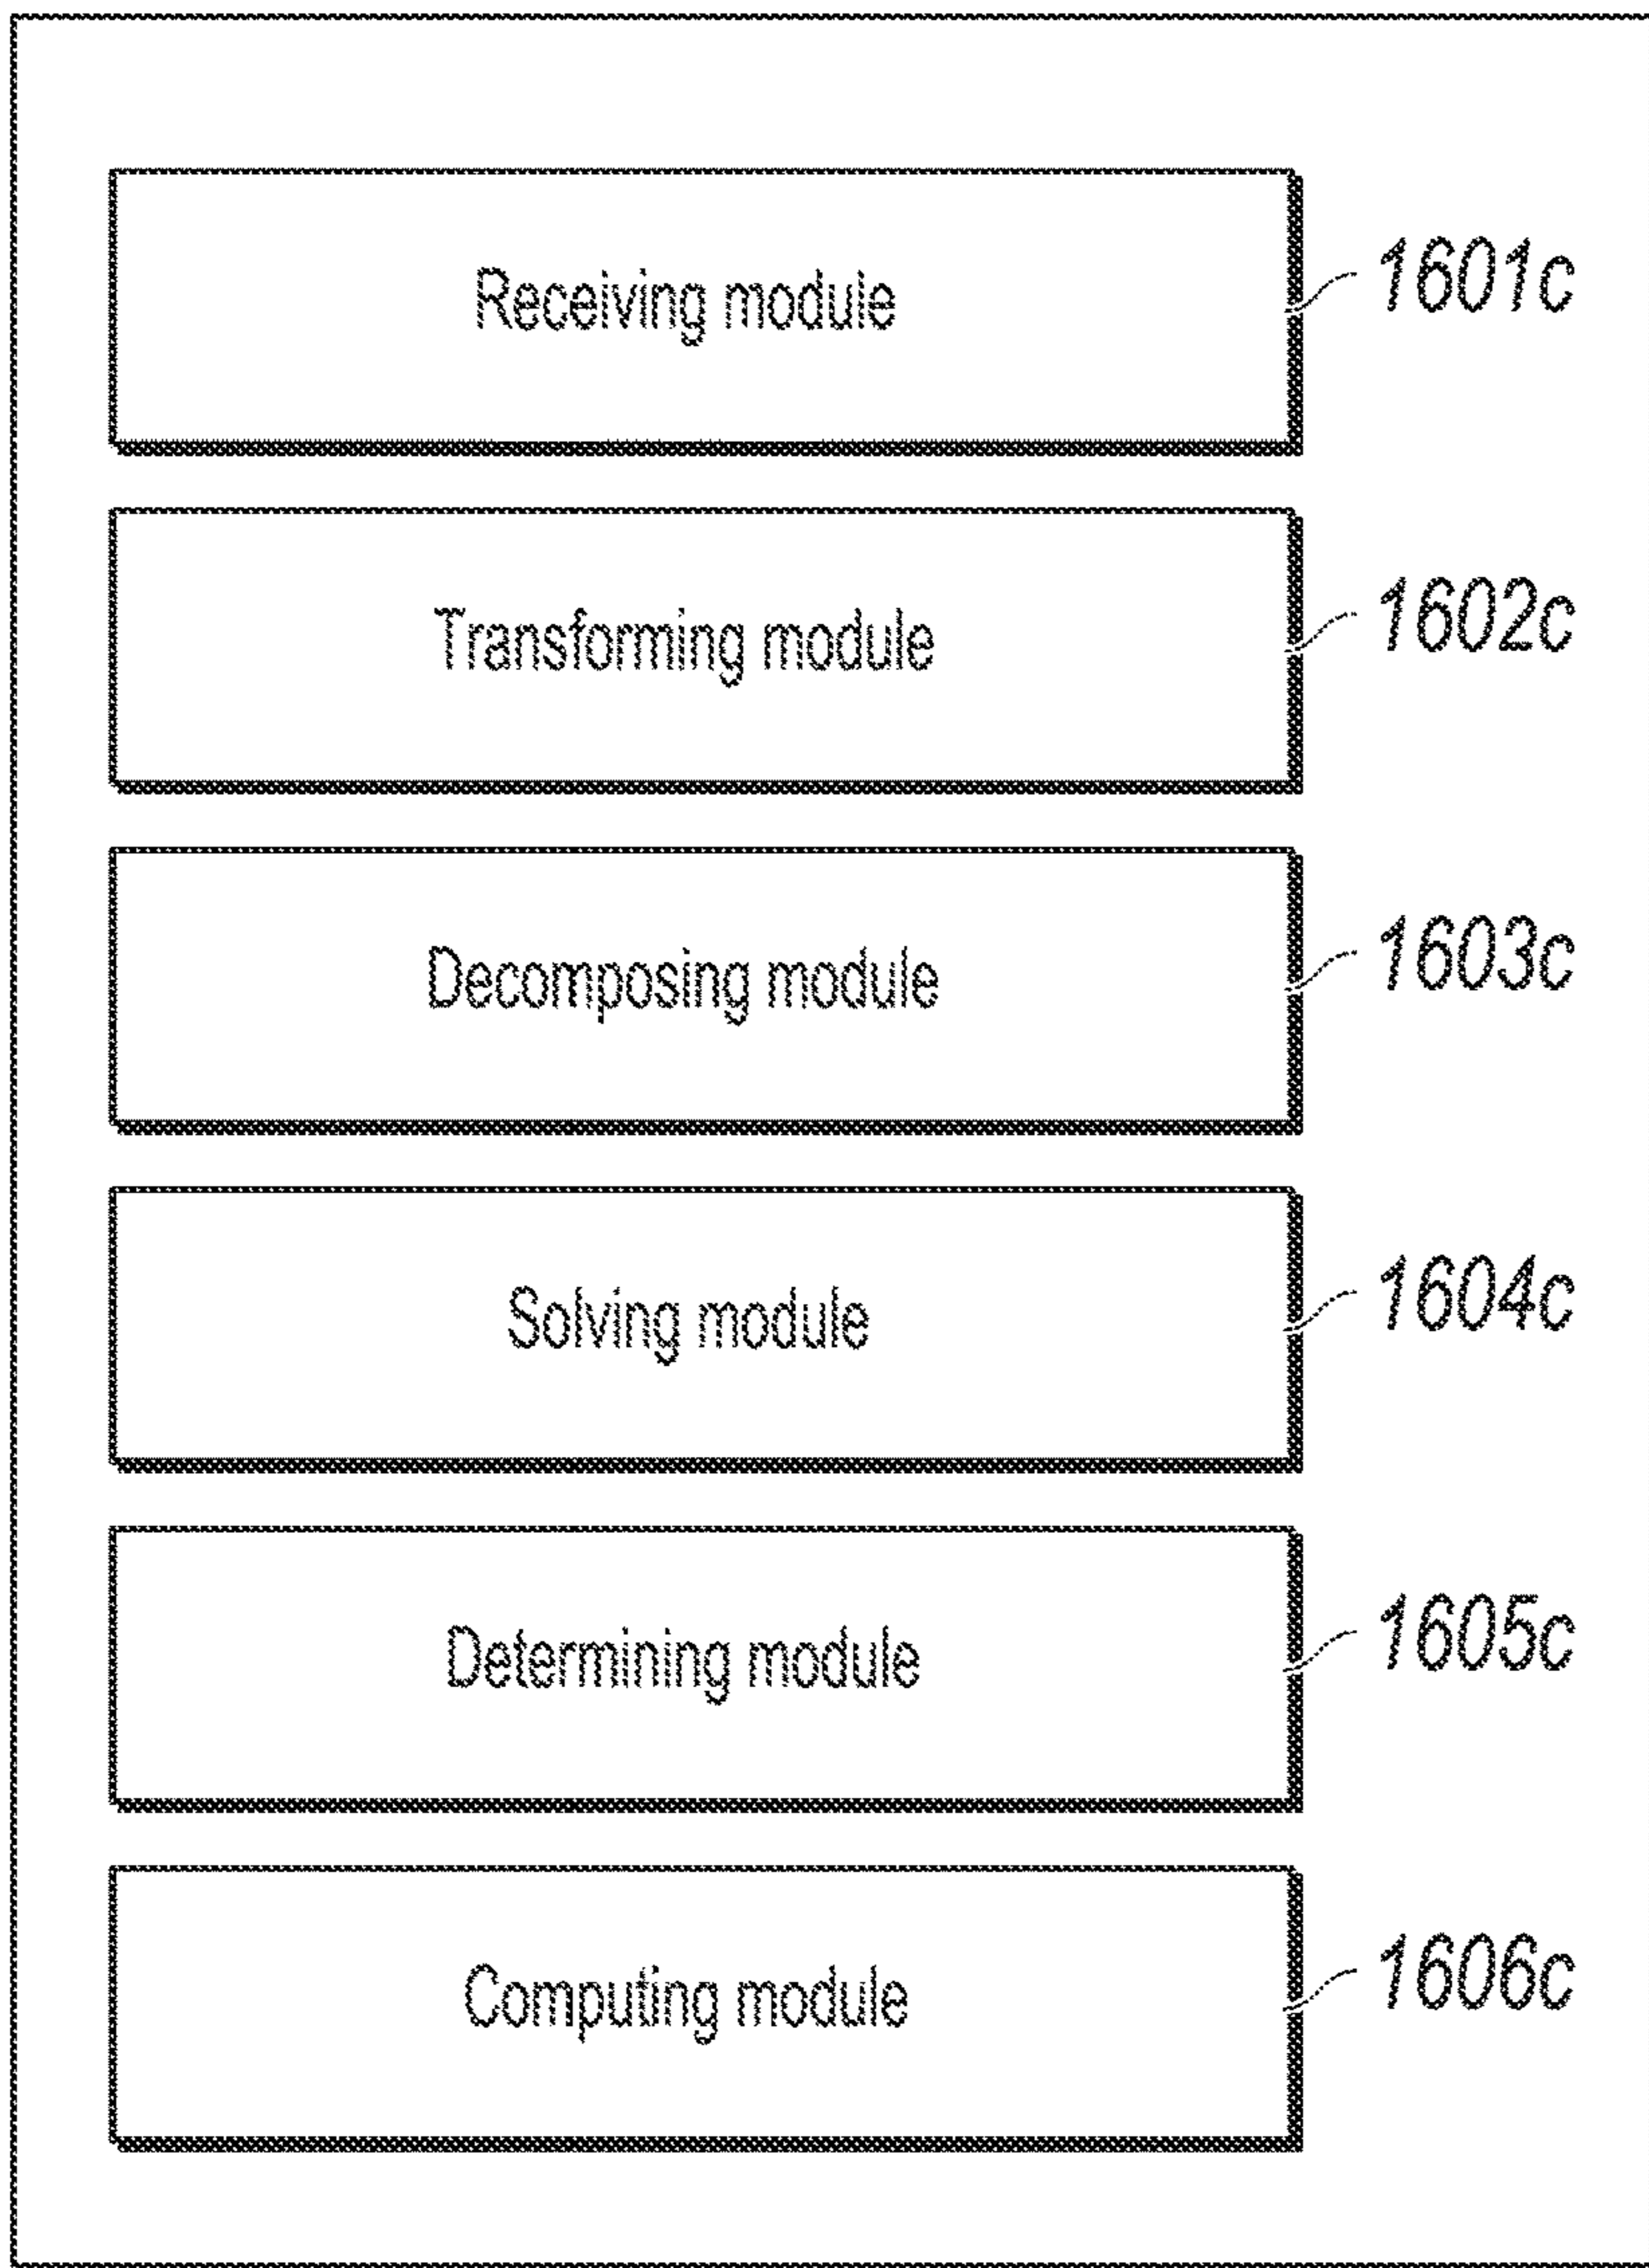 Receiving module 1601c
Transforming module 1602c
Decomposing module 1603c
Solving module 1604c
Determining module 1605c
Computing module 1606c